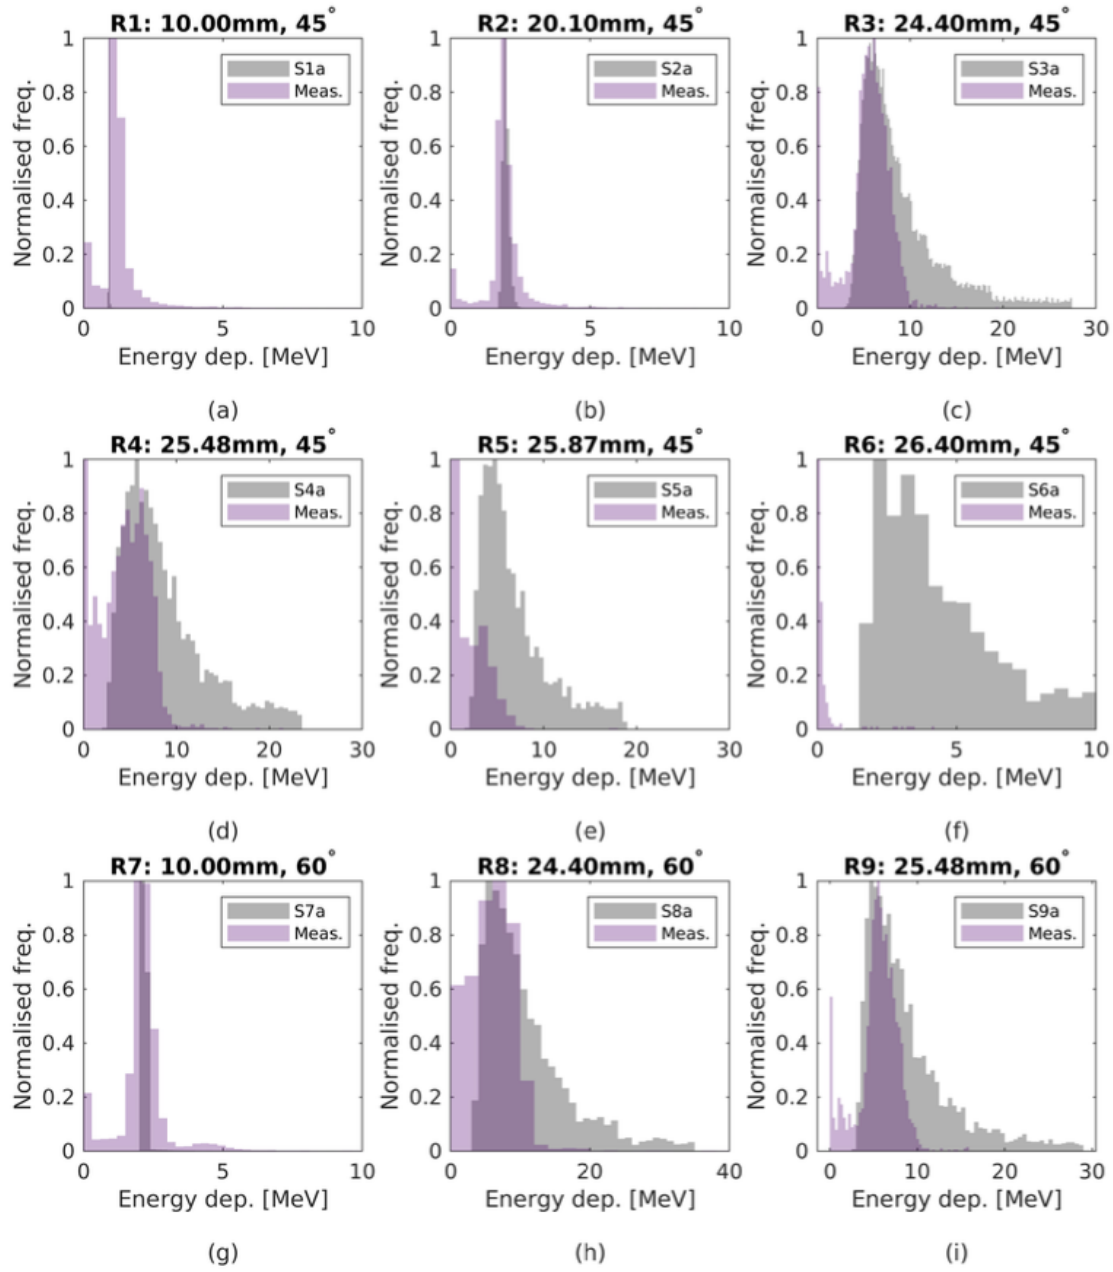 R1: 10.00mm, 45°
R2: 20.10mm, 45°
R3: 24.40mm, 45°
Normalised freq.
1
0.8
0.6
0.4
0.2
0
S1a
Meas.
0
5
10
Energy dep. [MeV]
(a)
Normalised freq.
1
0.8
0.6
0.4
0.2
0
S2a
Meas.
0
5
10
Energy dep. [MeV]
(b)
Normalised freq.
1
0.8
0.6
0.4
0.2
0
S3a
Meas.
0
10
20
30
Energy dep. [MeV]
(c)
R4: 25.48mm, 45°
R5: 25.87mm, 45°
R6: 26.40mm, 45°
Normalised freq.
1
0.8
0.6
0.4
0.2
0
S4a
Meas.
0
10
20
30
Energy dep. [MeV]
(d)
Normalised freq.
1
0.8
0.6
0.4
0.2
0
S5a
Meas.
0
10
20
30
Energy dep. [MeV]
(e)
Normalised freq.
1
0.8
0.6
0.4
0.2
0
S6a
Meas.
0
5
10
Energy dep. [MeV]
(f)
R7: 10.00mm, 60°
R8: 24.40mm, 60°
R9: 25.48mm, 60°
Normalised freq.
1
0.8
0.6
0.4
0.2
0
S7a
Meas.
0
5
10
Energy dep. [MeV]
(g)
Normalised freq.
1
0.8
0.6
0.4
0.2
0
S8a
Meas.
0
20
40
Energy dep. [MeV]
(h)
Normalised freq.
1
0.8
0.6
0.4
0.2
0
S9a
Meas.
0
10
20
30
Energy dep. [MeV]
(i)